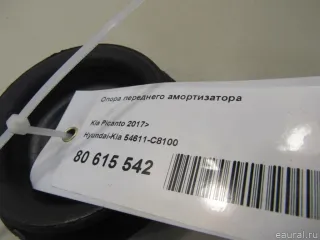 Опора переднего амортизатора
Kia Picanto 2017>
Hyundai-Kia 54611-C8100
80 615 542
© eaural.ru